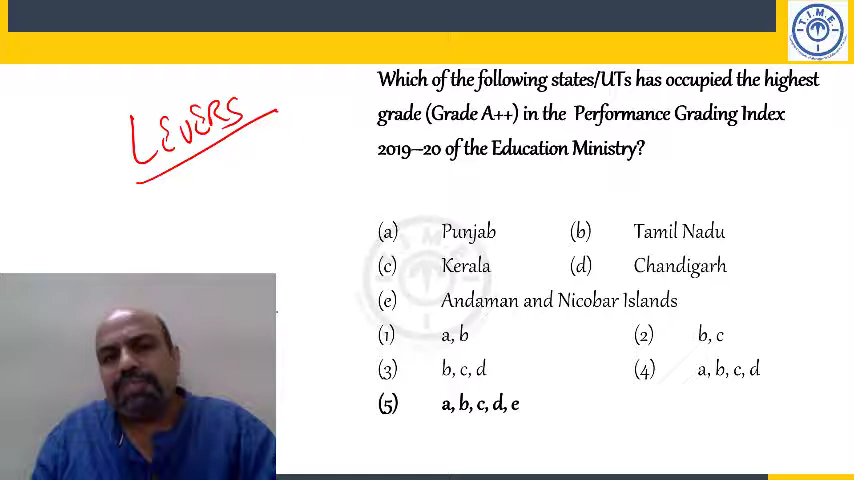 T.I.M.E.
LEVERS
Which of the following states/UTs has occupied the highest
grade (Grade A++) in the Performance Grading Index
2019–20 of the Education Ministry?
(a) Punjab (b) Tamil Nadu
(c) Kerala (d) Chandigarh
(e) Andaman and Nicobar Islands
(1) a, b (2) b, c
(3) b, c, d (4) a, b, c, d
(5) a, b, c, d, e